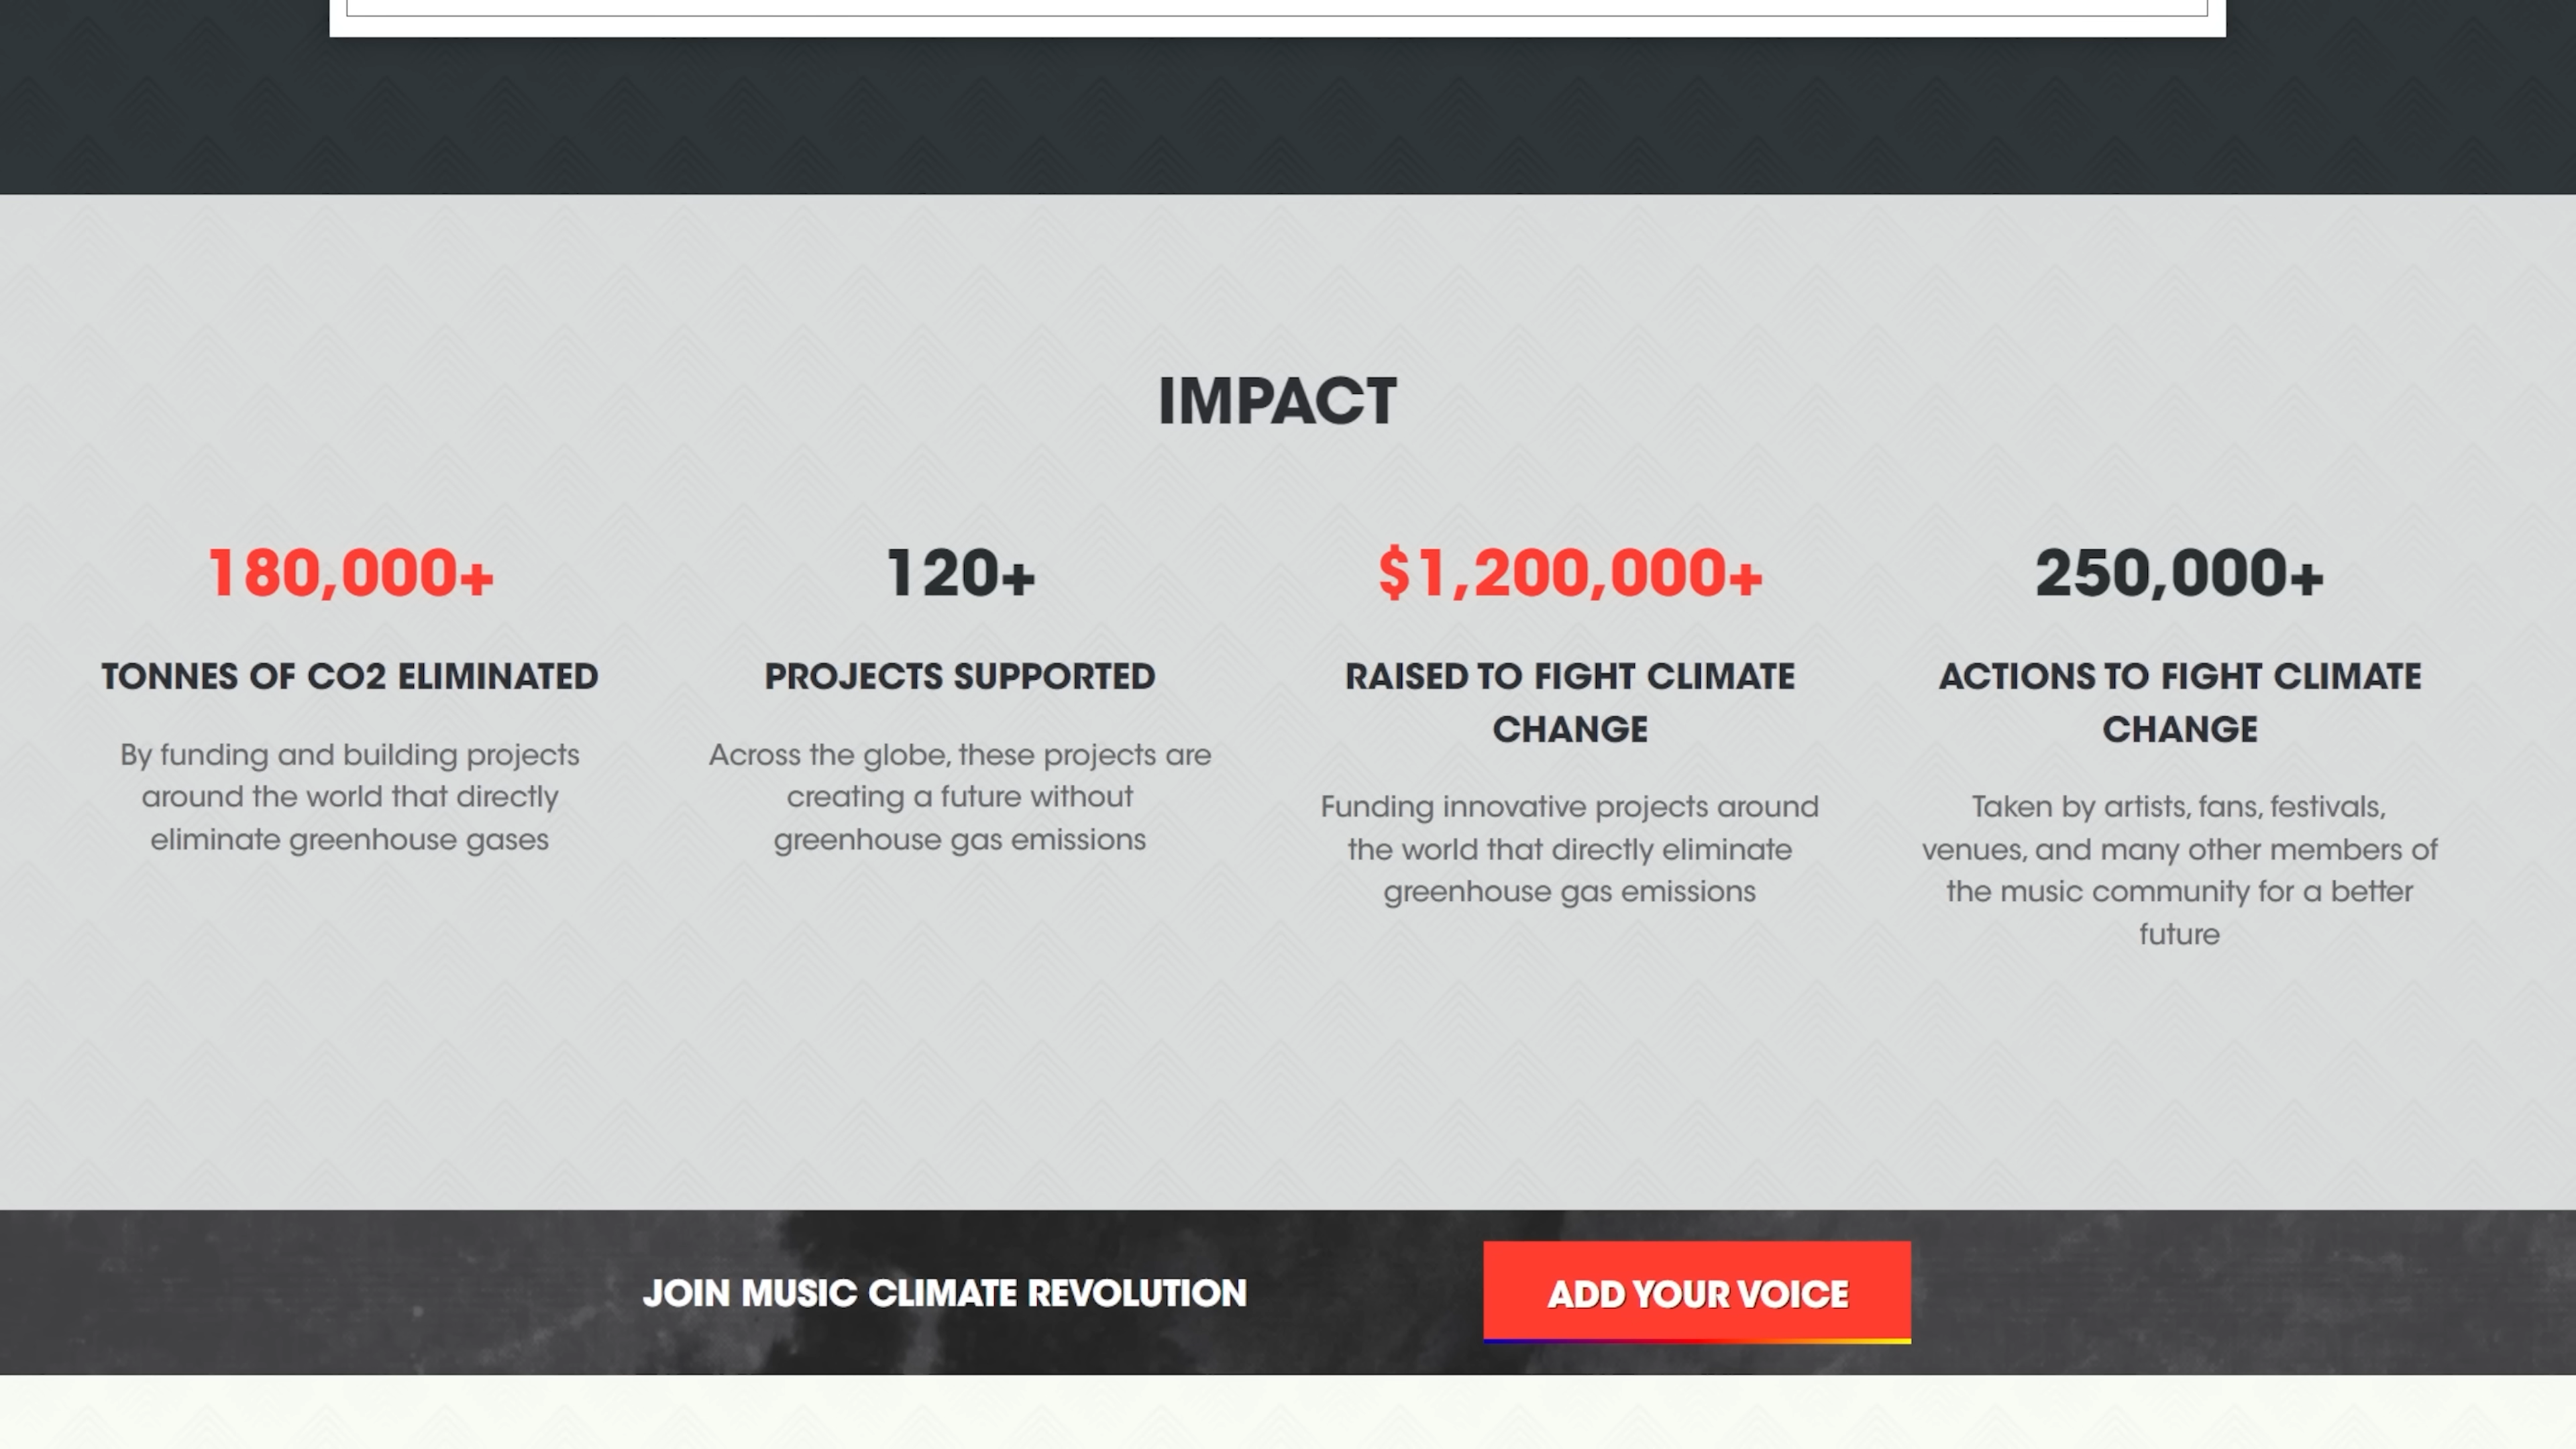 IMPACT
180,000+
TONNES OF CO2 ELIMINATED
By funding and building projects
around the world that directly
eliminate greenhouse gases
120+
PROJECTS SUPPORTED
Across the globe, these projects are
creating a future without
greenhouse gas emissions
$1,200,000+
RAISED TO FIGHT CLIMATE
CHANGE
Funding innovative projects around
the world that directly eliminate
greenhouse gas emissions
250,000+
ACTIONS TO FIGHT CLIMATE
CHANGE
Taken by artists, fans, festivals,
venues, and many other members of
the music community for a better
future
JOIN MUSIC CLIMATE REVOLUTION
ADD YOUR VOICE